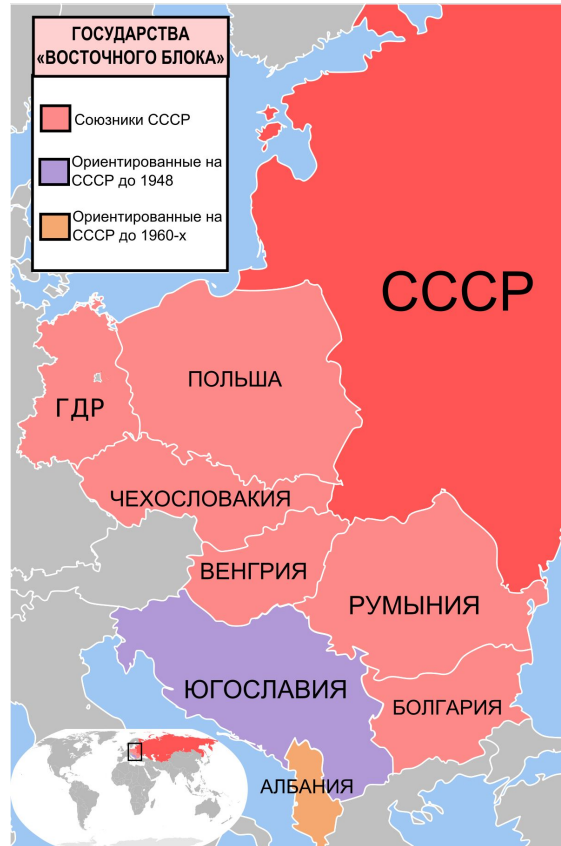 ГОСУДАРСТВА
«ВОСТОЧНОГО БЛОКА»
Союзники СССР
Ориентированные на
СССР до 1948
Ориентированные на
СССР до 1960-х
СССР
ПОЛЬША
ГДР
ЧЕХОСЛОВАКИЯ
ВЕНГРИЯ
РУМЫНИЯ
ЮГОСЛАВИЯ
БОЛГАРИЯ
АЛБАНИЯ